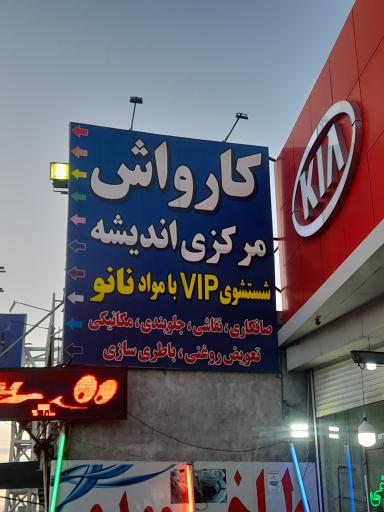 کارواش
مرکزی اندیشه
شستشوی VIP با مواد نانو
صافکاری، نقاشی، جلوبندی، مکانیکی
تعویض روغنی، باطری سازی
KIA